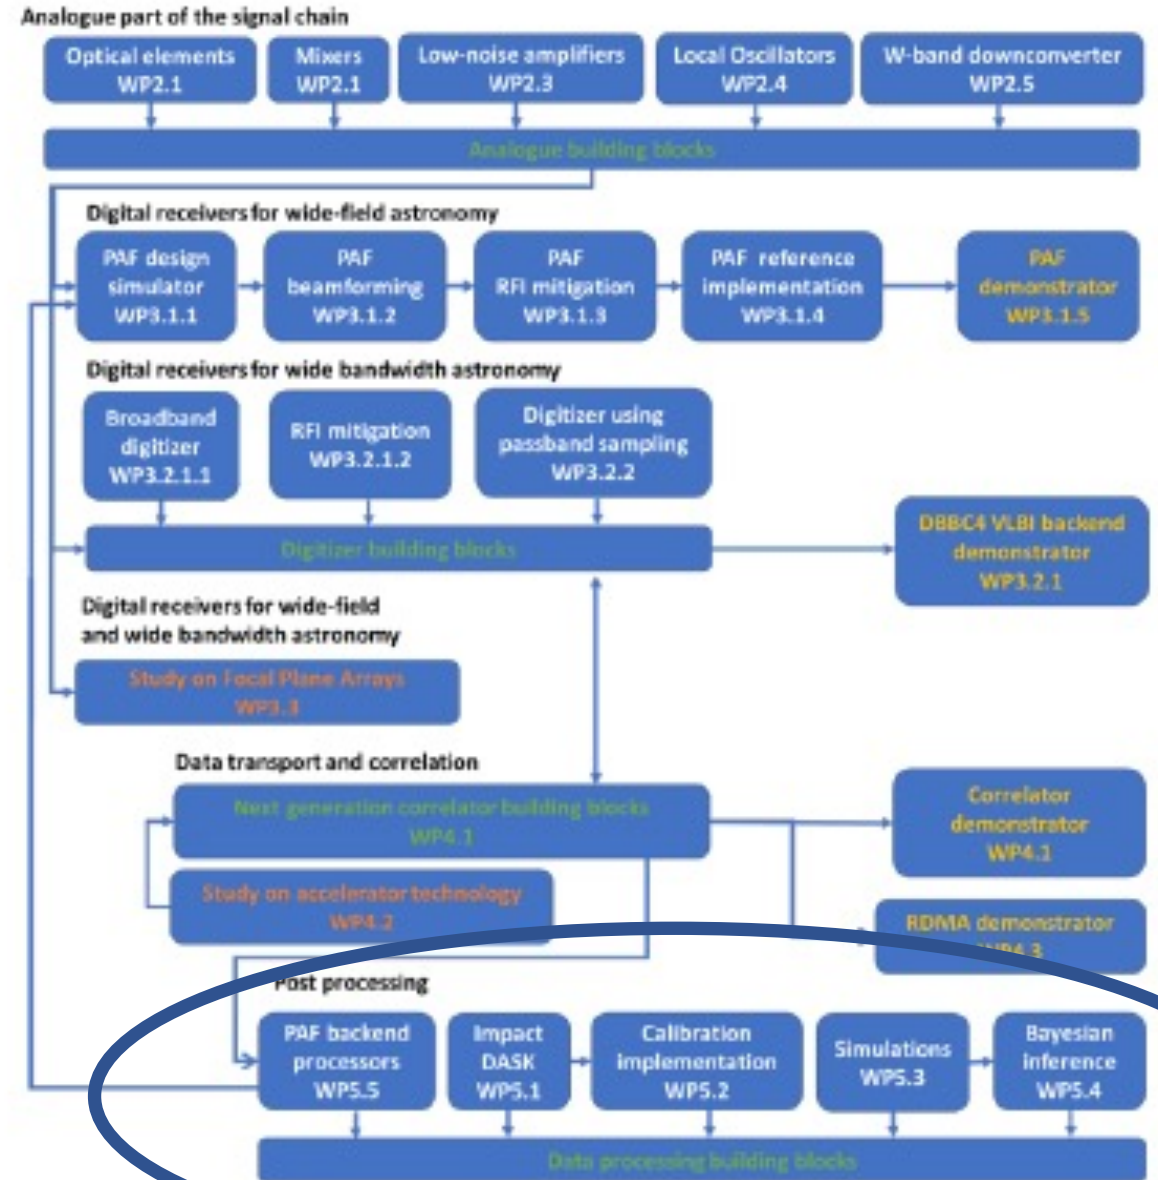 Analogue part of the signal chain
Optical elements
WP2.1
Mixers
WP2.1
Low-noise amplifiers
WP2.3
Local Oscillators
WP2.4
W-band downconverter
WP2.5
Analogue building blocks
Digital receivers for wide-field astronomy
PAF design
simulator
WP3.1.1
PAF
beamforming
WP3.1.2
PAF
RFI mitigation
WP3.1.3
PAF reference
implementation
WP3.1.4
PAF
demonstrator
WP3.1.5
Digital receivers for wide bandwidth astronomy
Broadband
digitizer
WP3.2.1.1
RFI mitigation
WP3.2.1.2
Digitizer using
passband sampling
WP3.2.2
Digitizer building blocks
DBBC4 VLBI backend
demonstrator
WP3.2.1
Digital receivers for wide-field
and wide bandwidth astronomy
Study on Focal Plane Arrays
WP3.3
Data transport and correlation
Next generation correlator building blocks
WP4.1
Correlator
demonstrator
WP4.1
Study on accelerator technology
WP4.2
RDMA demonstrator
WP4.3
Post processing
PAF backend
processors
WP5.5
Impact
DASK
WP5.1
Calibration
implementation
WP5.2
Simulations
WP5.3
Bayesian
inference
WP5.4
Data processing building blocks